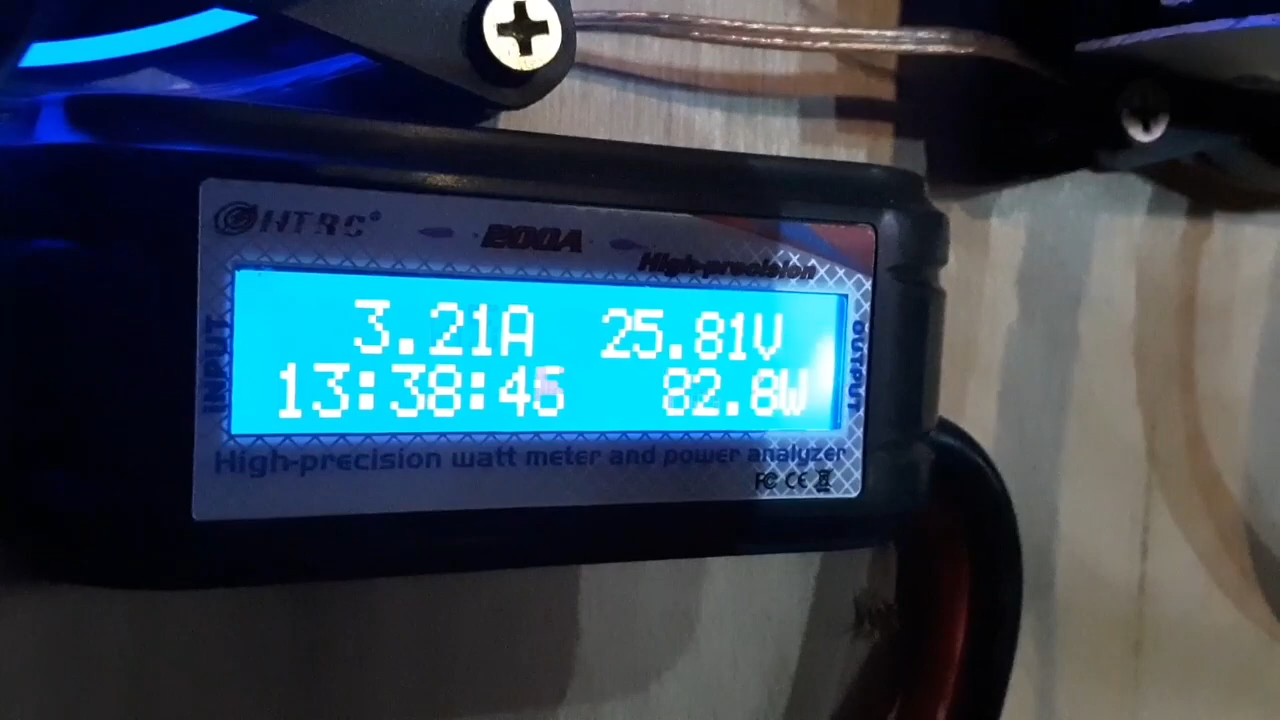 HTRC
200A
High-precision
INPUT
3.21A 25.81V
13:38:45 82.8W
OUTPUT
High-precision watt meter and power analyzer
FC CE